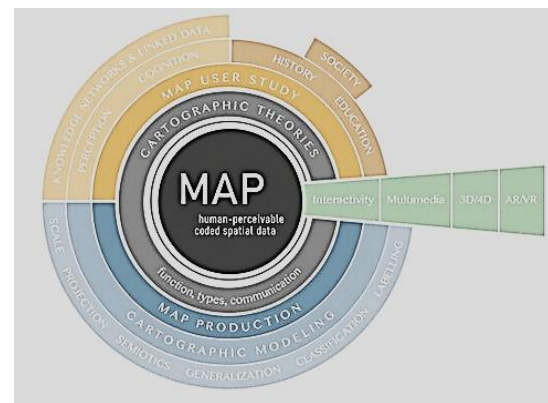 KNOWLEDGE NETWORKS & LINKED DATA
PERCEPTION
COGNITION
HISTORY
SOCIETY
EDUCATION
MAP USER STUDY
CARTOGRAPHIC THEORIES
MAP
human-perceivable
coded spatial data
Interactivity
Multimedia
3D/4D
AR/VR
function, types, communication
MAP PRODUCTION
CARTOGRAPHIC MODELING
SCALE
PROJECTION
SEMIOTICS
GENERALIZATION
CLASSIFICATION
LABELLING